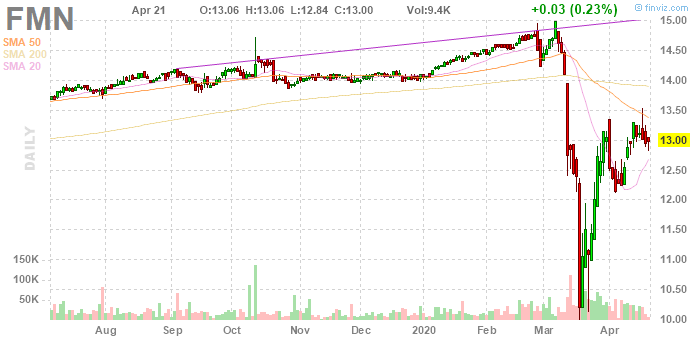 FMN Apr 21 O:13.06 H:13.06 L:12.84 C:13.00 Vol:9.4K +0.03 (0.23%) © finviz.com
SMA 50
SMA 200
SMA 20
DAILY
15.00
14.50
14.00
13.50
13.00
12.50
12.00
11.50
11.00
10.50
10.00
150K
100K
50K
Aug Sep Oct Nov Dec 2020 Feb Mar Apr